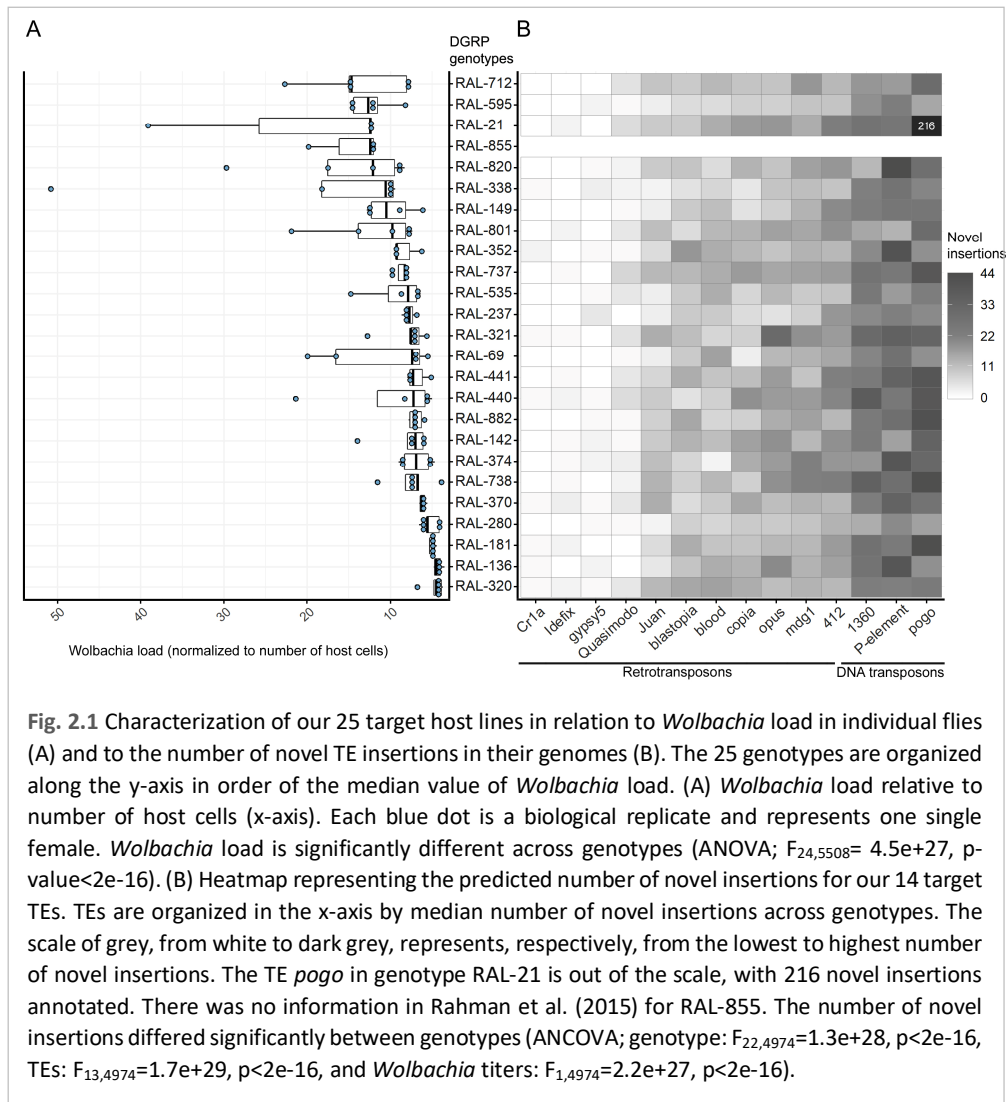 A
B
DGRP
genotypes
RAL-712
RAL-595
RAL-21
RAL-855
RAL-820
RAL-338
RAL-149
RAL-801
RAL-352
RAL-737
RAL-535
RAL-237
RAL-321
RAL-69
RAL-441
RAL-440
RAL-882
RAL-142
RAL-374
RAL-738
RAL-370
RAL-280
RAL-181
RAL-136
RAL-320
50
40
30
20
10
Wolbachia load (normalized to number of host cells)
216
Novel
insertions
44
33
22
11
0
Cr1a
Idefix
gypsy5
Quasimodo
Juan
blastopia
blood
copia
opus
mdg1
412
1360
P-element
pogo
Retrotransposons
DNA transposons
Fig. 2.1 Characterization of our 25 target host lines in relation to Wolbachia load in individual flies
(A) and to the number of novel TE insertions in their genomes (B). The 25 genotypes are organized
along the y-axis in order of the median value of Wolbachia load. (A) Wolbachia load relative to
number of host cells (x-axis). Each blue dot is a biological replicate and represents one single
female. Wolbachia load is significantly different across genotypes (ANOVA; F24,5508= 4.5e+27, p-
value<2e-16). (B) Heatmap representing the predicted number of novel insertions for our 14 target
TEs. TEs are organized in the x-axis by median number of novel insertions across genotypes. The
scale of grey, from white to dark grey, represents, respectively, from the lowest to highest number
of novel insertions. The TE pogo in genotype RAL-21 is out of the scale, with 216 novel insertions
annotated. There was no information in Rahman et al. (2015) for RAL-855. The number of novel
insertions differed significantly between genotypes (ANCOVA; genotype: F22,4974=1.3e+28, p<2e-16,
TEs: F13,4974=1.7e+29, p<2e-16, and Wolbachia titers: F1,4974=2.2e+27, p<2e-16).